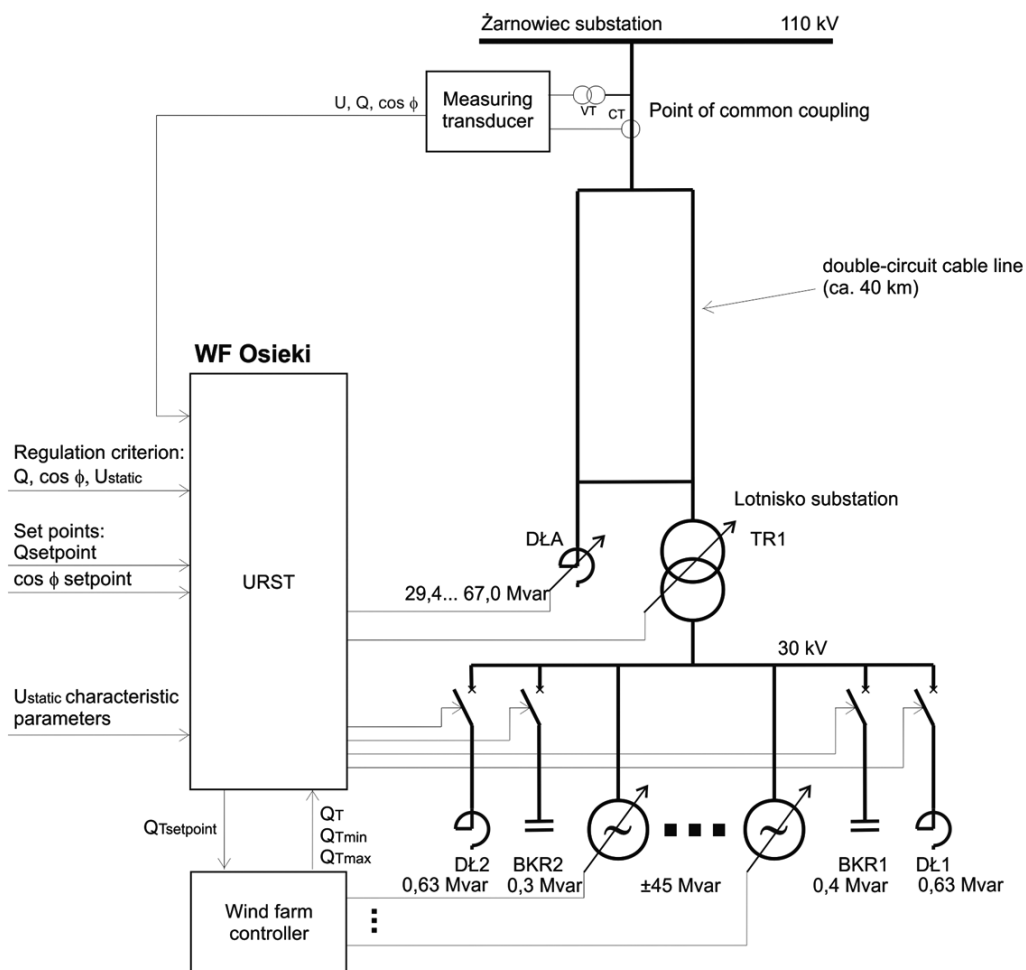 Żarnowiec substation
110 kV
Measuring
transducer
U, Q, cos ϕ
VT
CT
Point of common coupling
double-circuit cable line
(ca. 40 km)
WF Osieki
Regulation criterion:
Q, cos ϕ, Ustatic
Set points:
Qsetpoint
cos ϕ setpoint
URST
Ustatic characteristic
parameters
DŁA
29,4... 67,0 Mvar
Lotnisko substation
TR1
30 kV
QTsetpoint
QT
QTmin
QTmax
Wind farm
controller
DŁ2
0,63 Mvar
BKR2
0,3 Mvar
±45 Mvar
BKR1
0,4 Mvar
DŁ1
0,63 Mvar